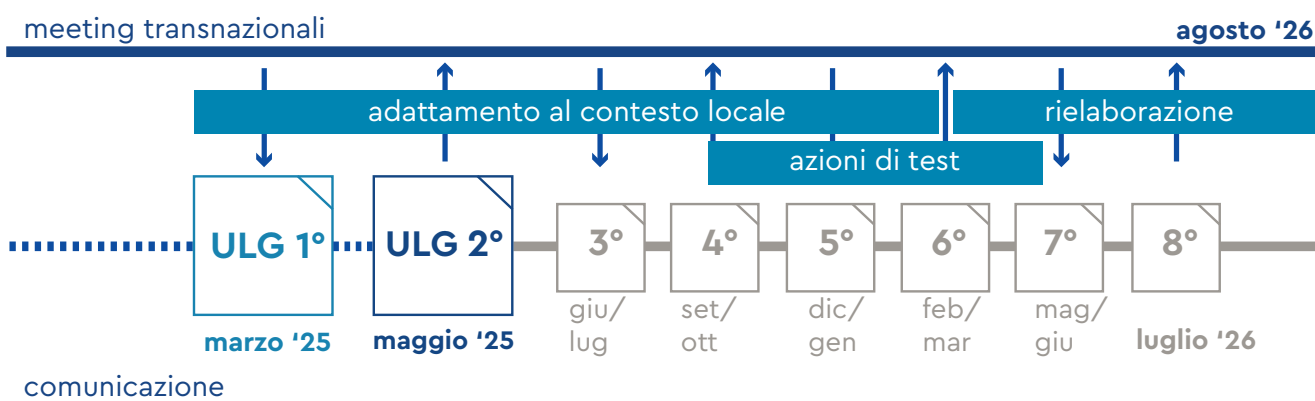 meeting transnazionali
agosto ‘26
adattamento al contesto locale
rielaborazione
azioni di test
ULG 1°
ULG 2°
3°
4°
5°
6°
7°
8°
marzo ‘25
maggio ‘25
giu/
lug
set/
ott
dic/
gen
feb/
mar
mag/
giu
luglio ‘26
comunicazione